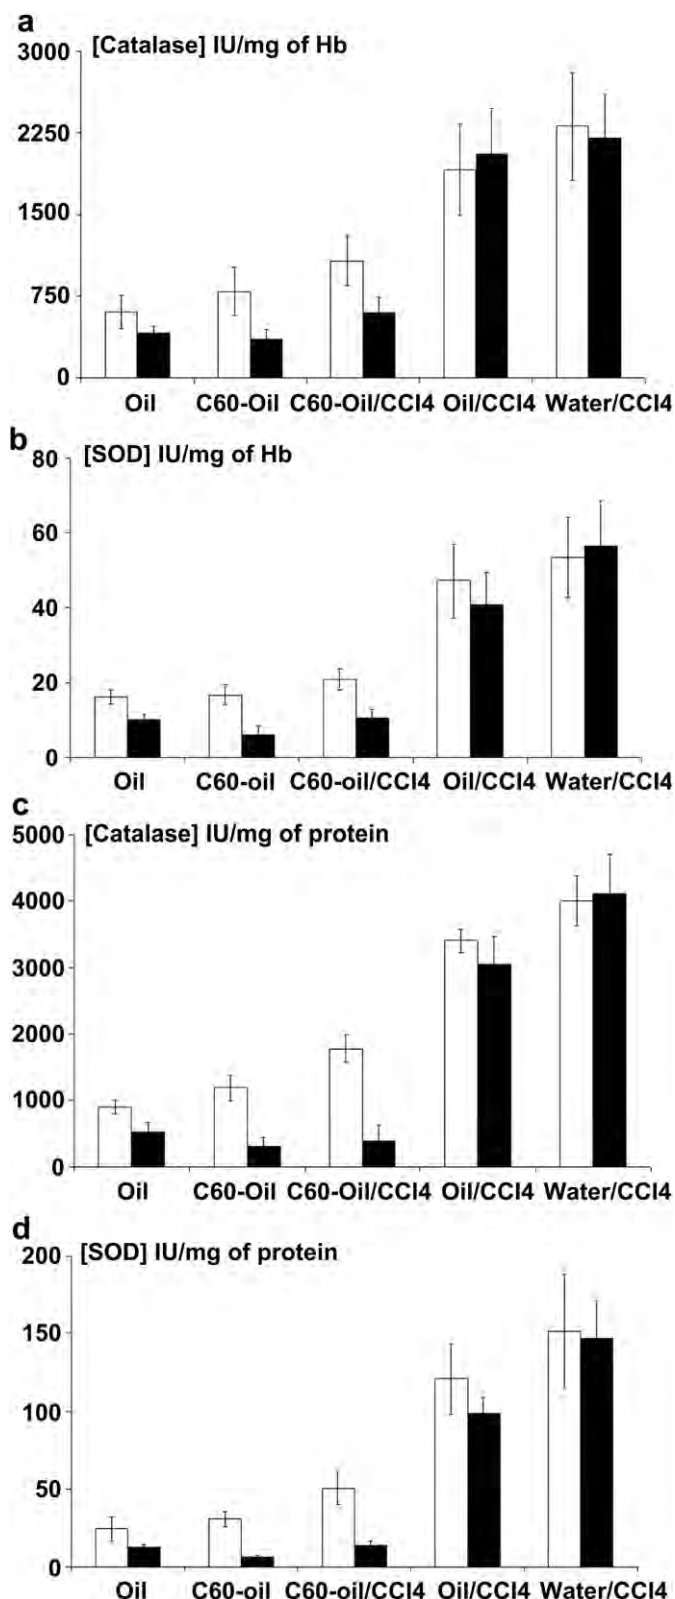 a
[Catalase] IU/mg of Hb
3000
2250
1500
750
0
Oil C60-Oil C60-Oil/CCl4 Oil/CCl4 Water/CCl4
b
[SOD] IU/mg of Hb
80
60
40
20
0
Oil C60-oil C60-oil/CCl4 Oil/CCl4 Water/CCl4
c
[Catalase] IU/mg of protein
5000
4000
3000
2000
1000
0
Oil C60-Oil C60-Oil/CCl4 Oil/CCl4 Water/CCl4
d
[SOD] IU/mg of protein
200
150
100
50
0
Oil C60-oil C60-oil/CCl4 Oil/CCl4 Water/CCl4